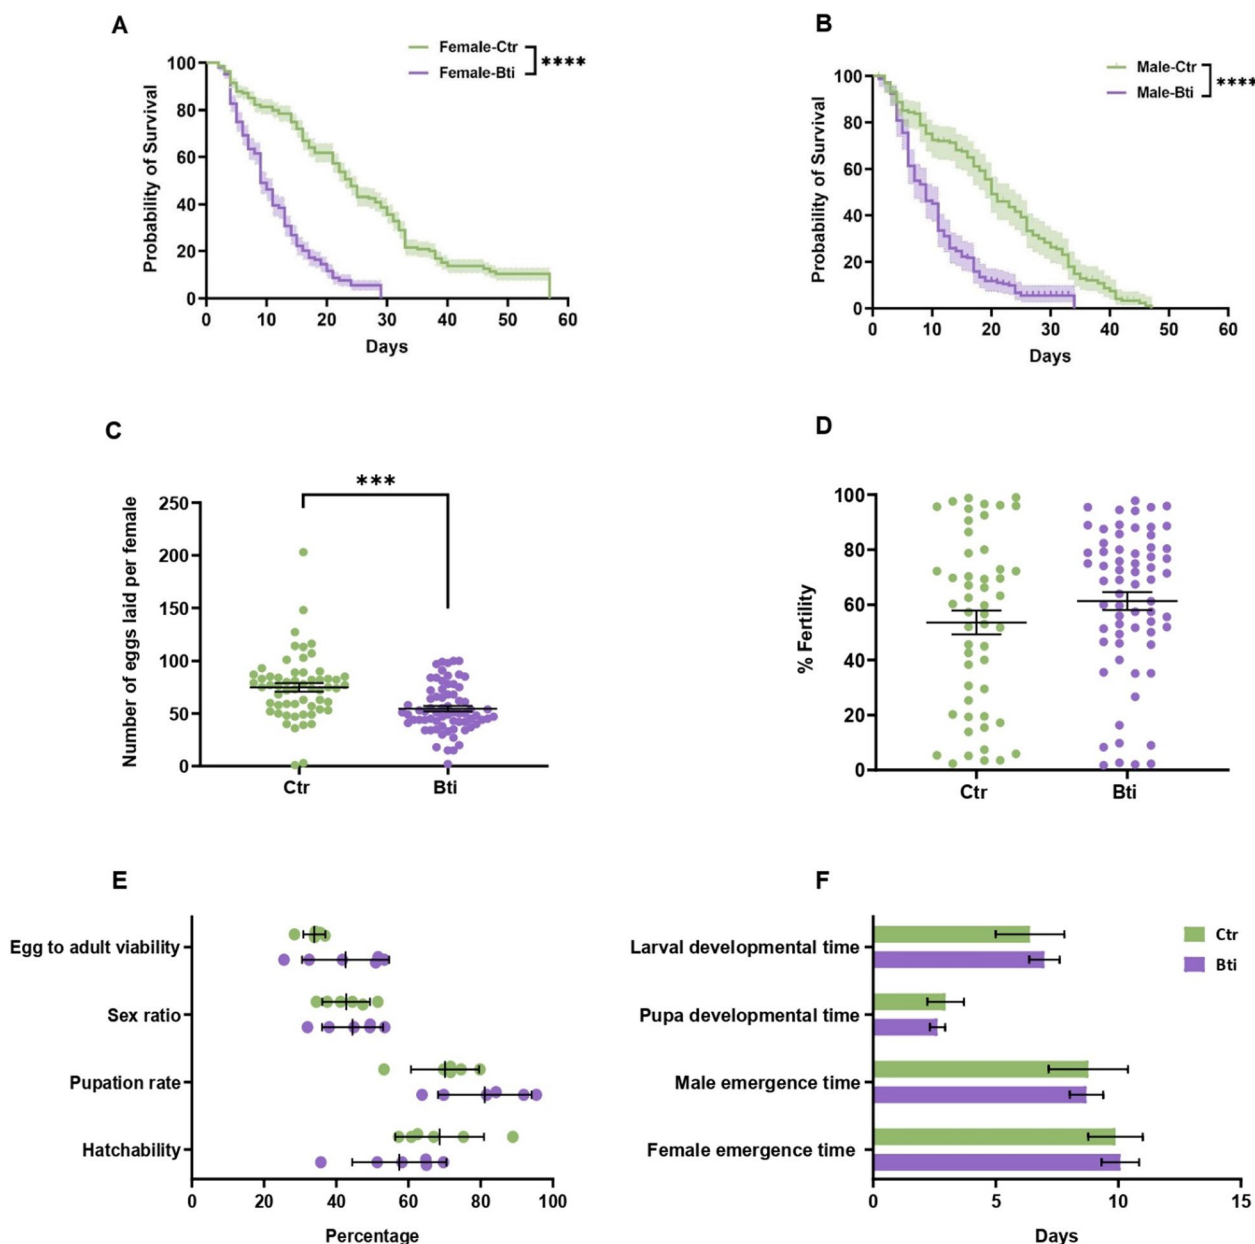 A
Female-Ctr
Female-Bti
****
Probability of Survival
100
80
60
40
20
0
0 10 20 30 40 50 60
Days
B
Male-Ctr
Male-Bti
****
Probability of Survival
100
80
60
40
20
0
0 10 20 30 40 50 60
Days
C
***
Number of eggs laid per female
250
200
150
100
50
0
Ctr Bti
D
% Fertility
100
80
60
40
20
0
Ctr Bti
E
Egg to adult viability
Sex ratio
Pupation rate
Hatchability
0 20 40 60 80 100
Percentage
F
Ctr
Bti
Larval developmental time
Pupa developmental time
Male emergence time
Female emergence time
0 5 10 15
Days